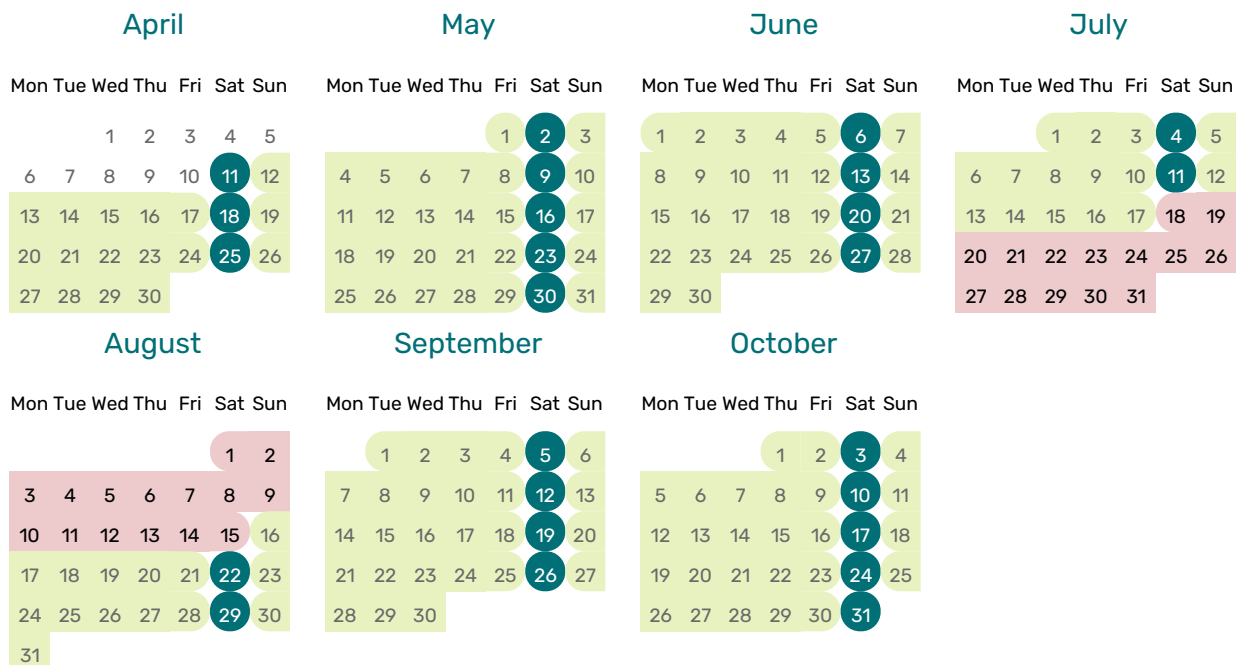 April May June July
Mon Tue Wed Thu Fri Sat Sun Mon Tue Wed Thu Fri Sat Sun Mon Tue Wed Thu Fri Sat Sun Mon Tue Wed Thu Fri Sat Sun
1 2 3 4 5 1 2 3 1 2 3 4 5 6 7 1 2 3 4 5
6 7 8 9 10 11 12 4 5 6 7 8 9 10 8 9 10 11 12 13 14 6 7 8 9 10 11 12
13 14 15 16 17 18 19 11 12 13 14 15 16 17 15 16 17 18 19 20 21 13 14 15 16 17 18 19
20 21 22 23 24 25 26 18 19 20 21 22 23 24 22 23 24 25 26 27 28 20 21 22 23 24 25 26
27 28 29 30 25 26 27 28 29 30 31 29 30 27 28 29 30 31
August September October
Mon Tue Wed Thu Fri Sat Sun Mon Tue Wed Thu Fri Sat Sun Mon Tue Wed Thu Fri Sat Sun
1 2 1 2 3 4 5 6 1 2 3 4
3 4 5 6 7 8 9 7 8 9 10 11 12 13 5 6 7 8 9 10 11
10 11 12 13 14 15 16 14 15 16 17 18 19 20 12 13 14 15 16 17 18
17 18 19 20 21 22 23 21 22 23 24 25 26 27 19 20 21 22 23 24 25
24 25 26 27 28 29 30 28 29 30 26 27 28 29 30 31
31